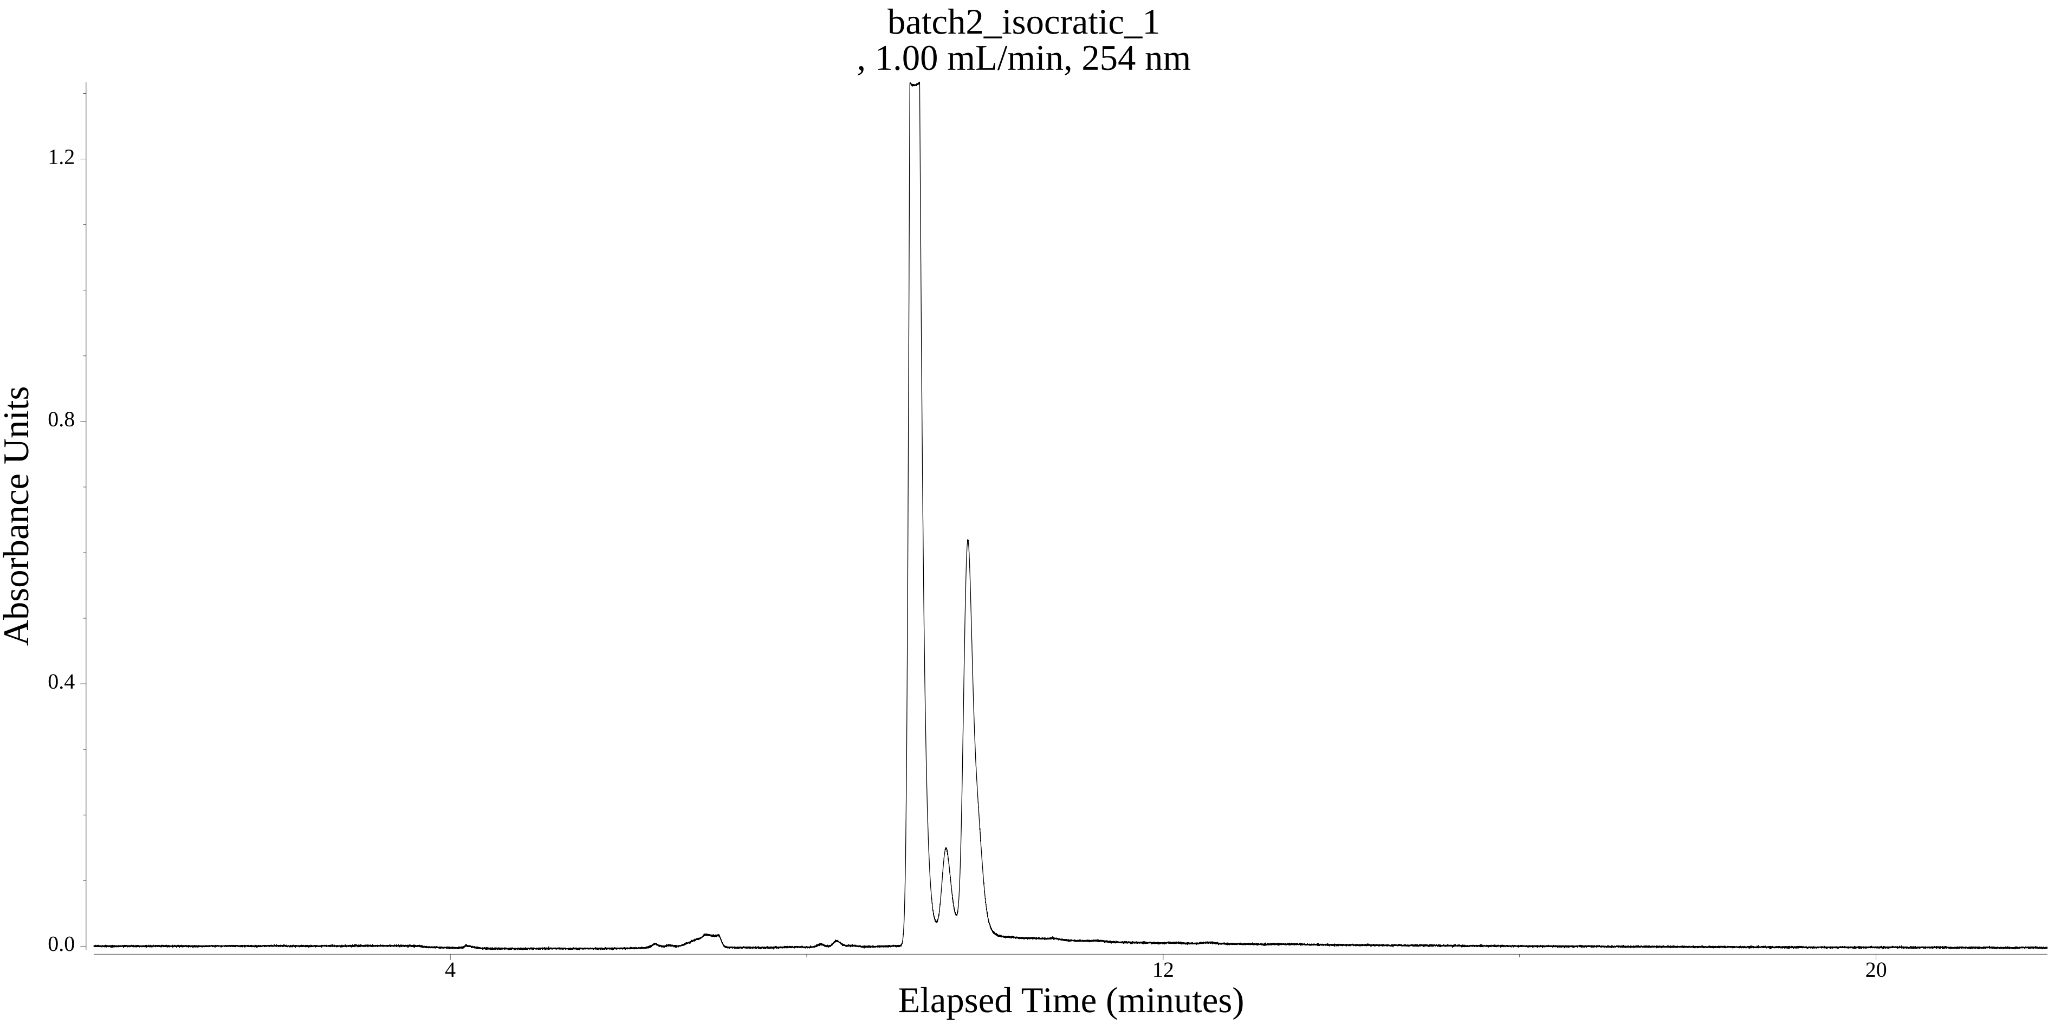 batch2_isocratic_1
, 1.00 mL/min, 254 nm
1.2
0.8
0.4
0.0
Absorbance Units
4
12
20
Elapsed Time (minutes)